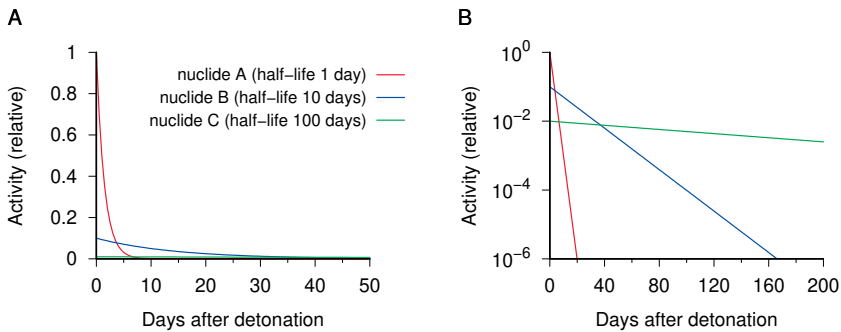 A
Activity (relative)
1
0.8
0.6
0.4
0.2
0
nuclide A (half−life 1 day)
nuclide B (half−life 10 days)
nuclide C (half−life 100 days)
0 10 20 30 40 50
Days after detonation
B
Activity (relative)
10⁰
10⁻²
10⁻⁴
10⁻⁶
0 40 80 120 160 200
Days after detonation